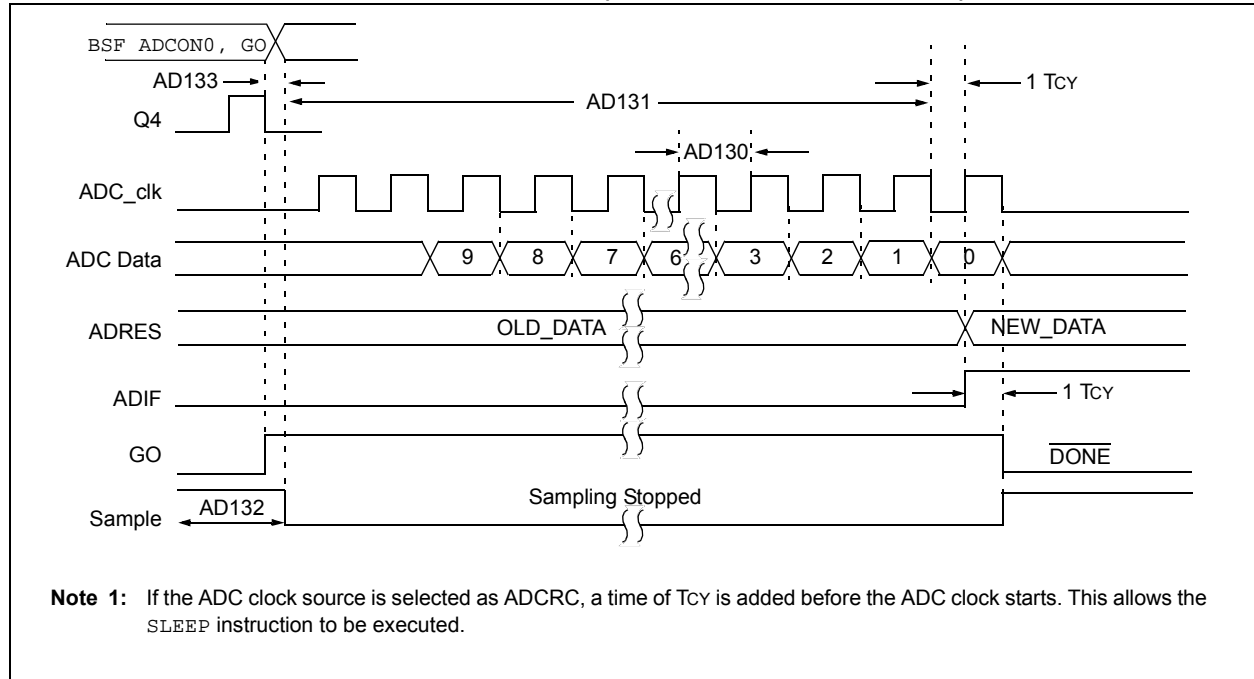 BSF ADCON0, GO
AD133
1 TCY
AD131
Q4
AD130
ADC_clk
ADC Data
9 8 7 6 3 2 1 0
ADRES
OLD_DATA
NEW_DATA
ADIF
1 TCY
GO
DONE
Sample
AD132
Sampling Stopped
Note 1: If the ADC clock source is selected as ADCRC, a time of TCY is added before the ADC clock starts. This allows the
SLEEP instruction to be executed.